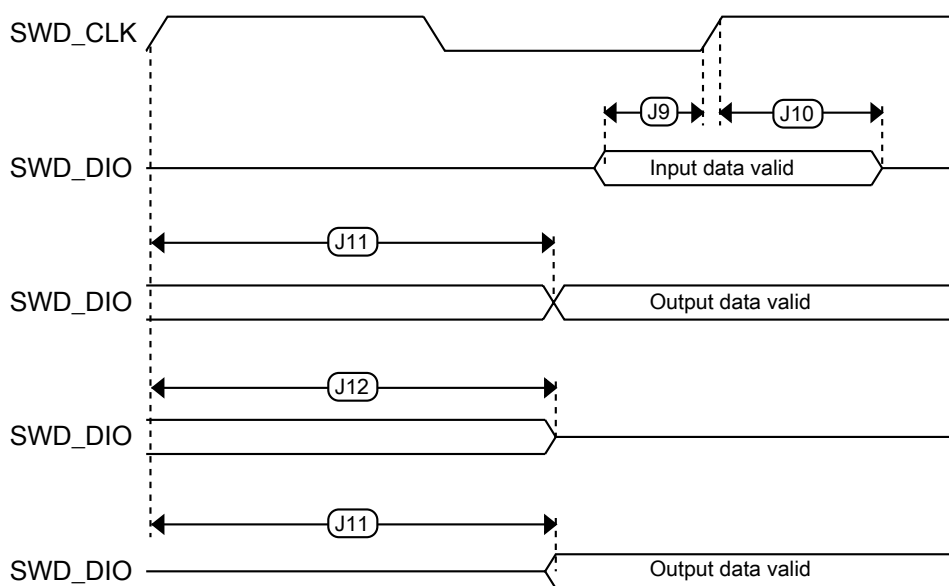 SWD_CLK
J9
J10
SWD_DIO
Input data valid
J11
SWD_DIO
Output data valid
J12
SWD_DIO
J11
SWD_DIO
Output data valid